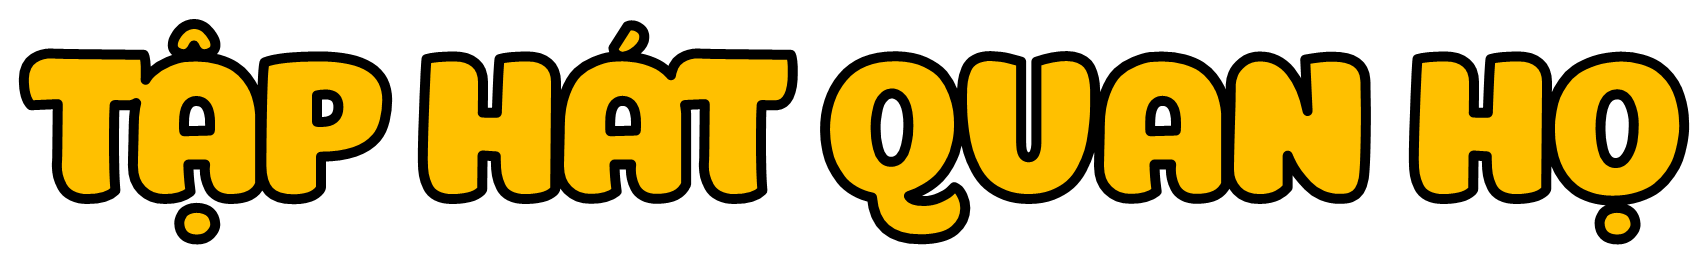 TẬP HÁT QUAN HỌ